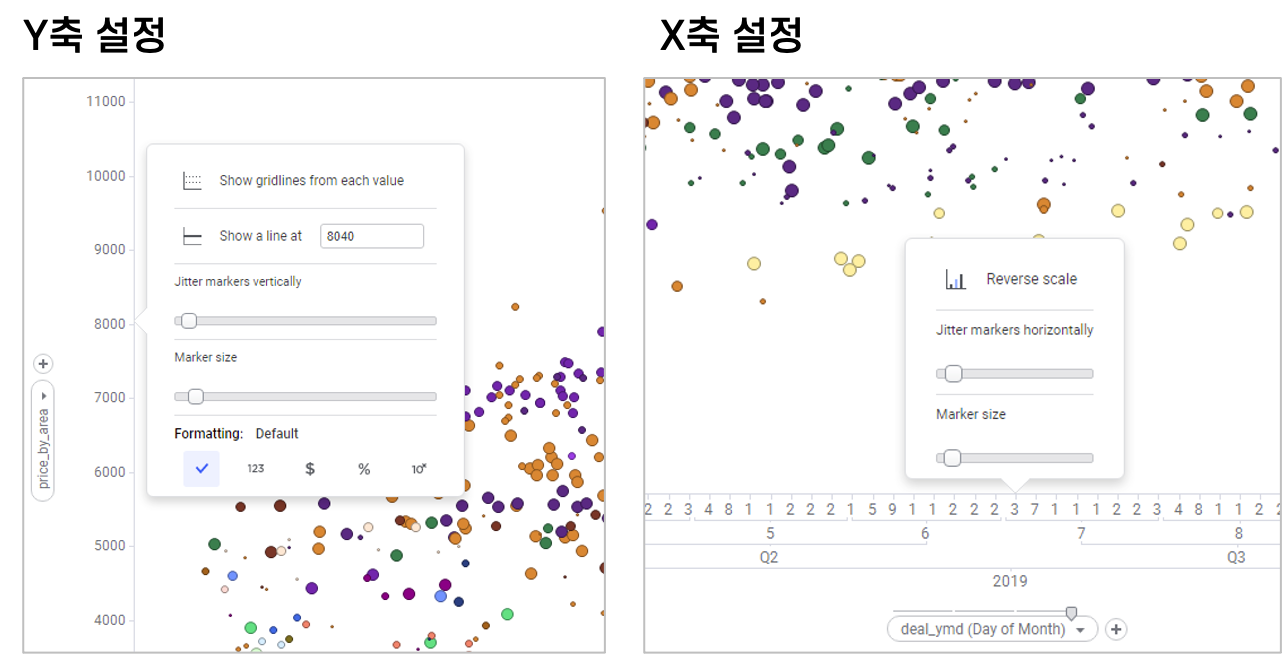 Y축 설정
11000
10000
9000
8000
7000
6000
5000
4000
price_by_area
Show gridlines from each value
Show a line at 8040
Jitter markers vertically
Marker size
Formatting: Default
123 $ % 10ˣ
X축 설정
Reverse scale
Jitter markers horizontally
Marker size
2 2 3 4 8 1 1 2 2 2 1 5 9 1 1 2 2 2 3 7 1 1 1 2 2 3 4 8 1 1 2 2
5 6 7 8
Q2 Q3
2019
deal_ymd (Day of Month)